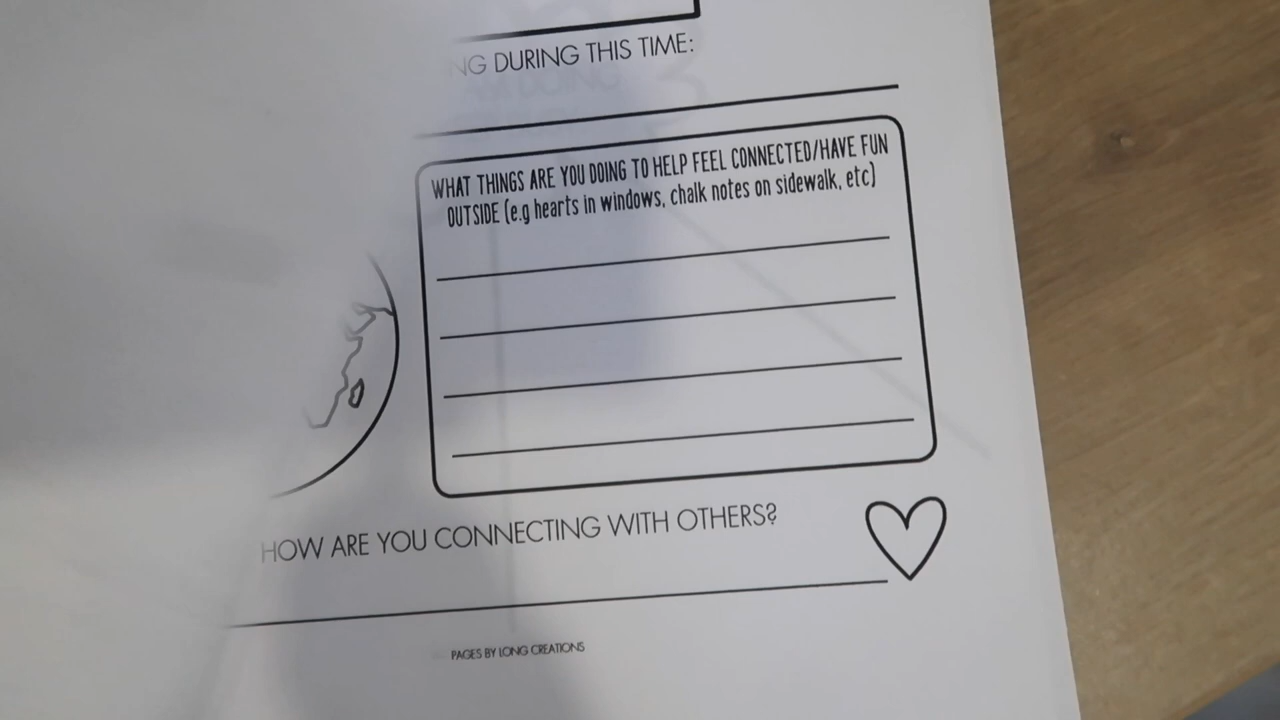 NG DURING THIS TIME:
WHAT THINGS ARE YOU DOING TO HELP FEEL CONNECTED/HAVE FUN
OUTSIDE (e.g hearts in windows, chalk notes on sidewalk, etc)
HOW ARE YOU CONNECTING WITH OTHERS?
PAGES BY LONG CREATIONS